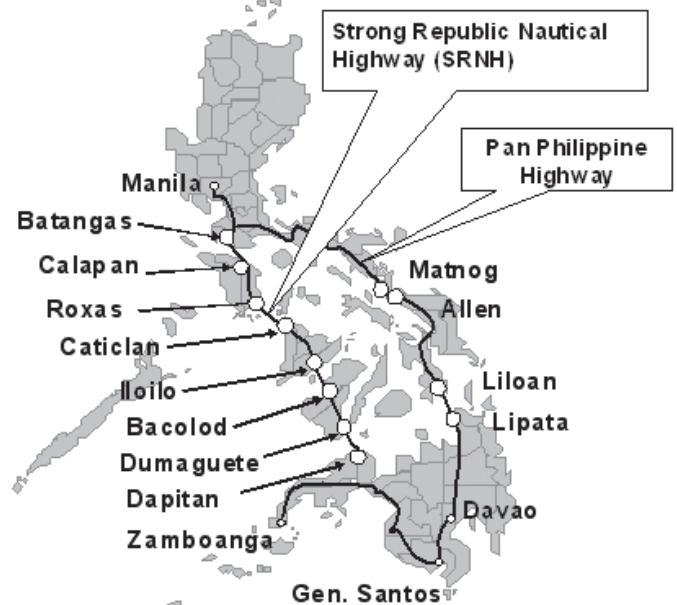 Strong Republic Nautical
Highway (SRNH)
Pan Philippine
Highway
Manila
Batangas
Calapan
Roxas
Caticlan
Iloilo
Bacolod
Dumaguete
Dapitan
Zamboanga
Matnog
Allen
Liloan
Lipata
Davao
Gen. Santos